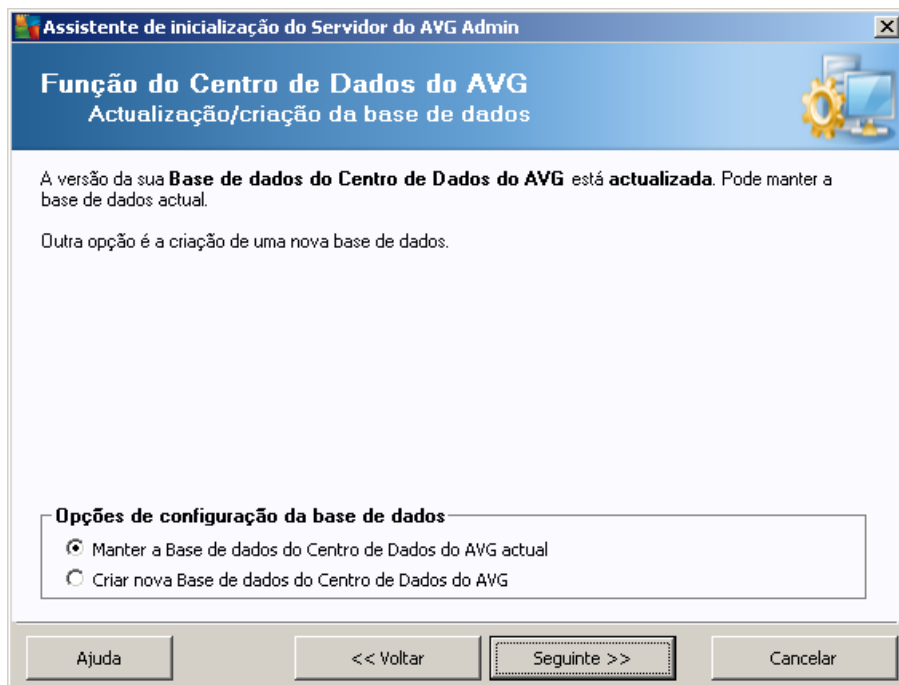 Assistente de inicialização do Servidor do AVG Admin
Função do Centro de Dados do AVG
Actualização/criação da base de dados
A versão da sua Base de dados do Centro de Dados do AVG está actualizada. Pode manter a
base de dados actual.
Outra opção é a criação de uma nova base de dados.
Opções de configuração da base de dados
Manter a Base de dados do Centro de Dados do AVG actual
Criar nova Base de dados do Centro de Dados do AVG
Ajuda
<< Voltar
Seguinte >>
Cancelar